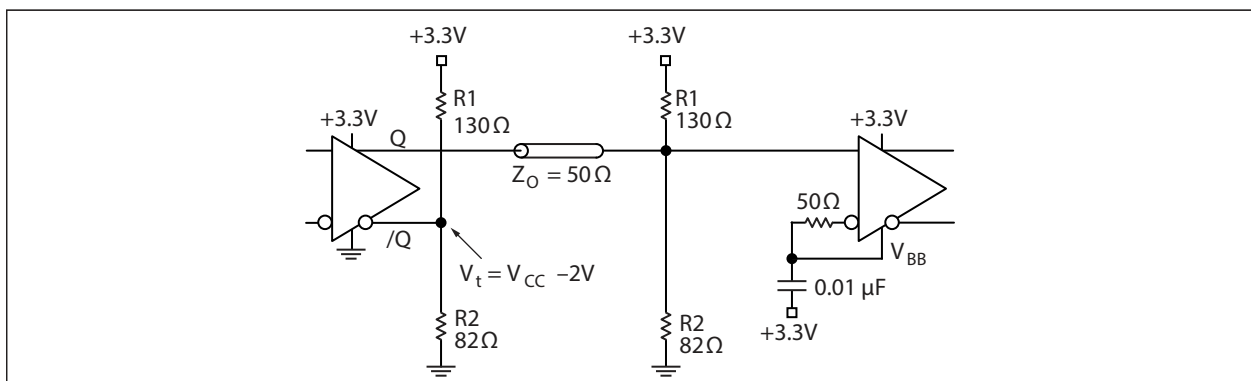 +3.3V
+3.3V
R1
130Ω
R1
130Ω
+3.3V
+3.3V
Q
Z_O = 50Ω
50Ω
/Q
V_BB
V_t = V_CC –2V
0.01 µF
R2
82Ω
R2
82Ω
+3.3V